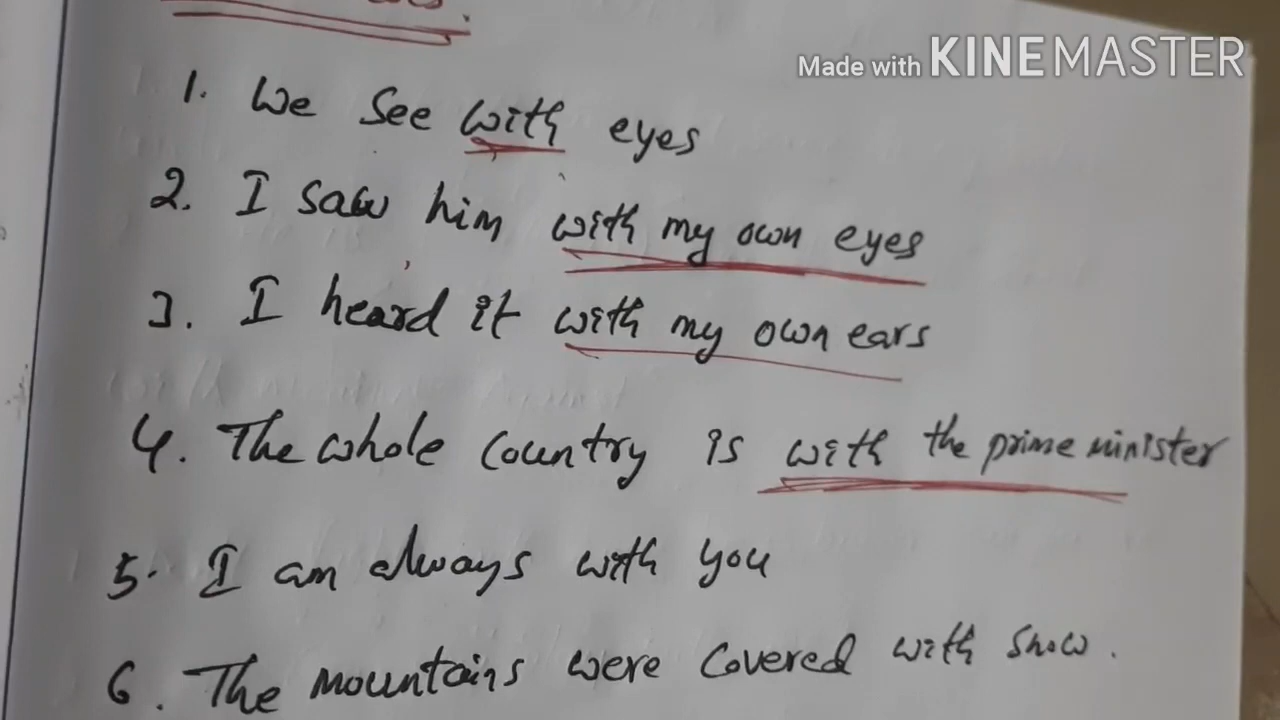 Made with KINEMASTER
1. We see with eyes
2. I saw him with my own eyes
3. I heard it with my own ears
4. The whole country is with the prime minister
5. I am always with you
6. The mountains were covered with snow.